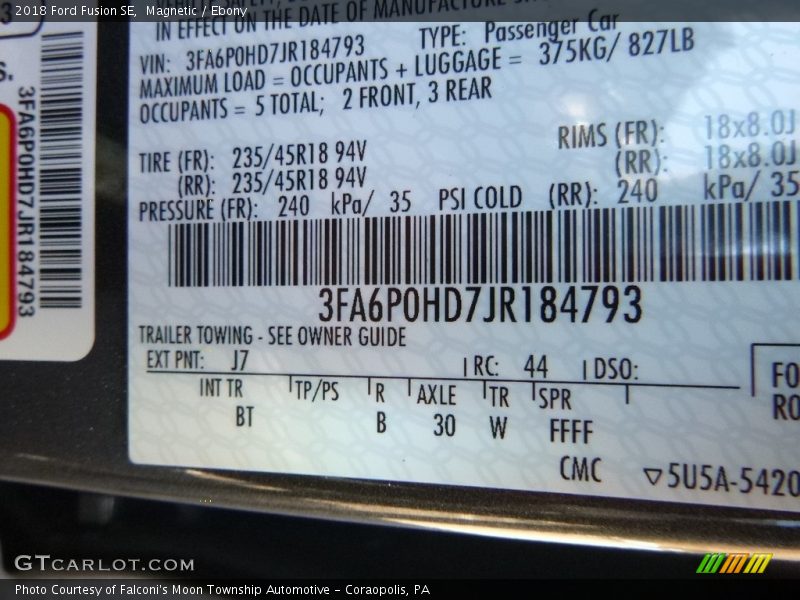 2018 Ford Fusion SE, Magnetic / Ebony
IN EFFECT ON THE DATE OF MANUFACTURE
VIN: 3FA6P0HD7JR184793 TYPE: Passenger Car
MAXIMUM LOAD = OCCUPANTS + LUGGAGE = 375KG/ 827LB
OCCUPANTS = 5 TOTAL; 2 FRONT, 3 REAR
TIRE (FR): 235/45R18 94V RIMS (FR): 18x8.0J
(RR): 235/45R18 94V (RR): 18x8.0J
PRESSURE (FR): 240 kPa/ 35 PSI COLD (RR): 240 kPa/ 35
3FA6P0HD7JR184793
3FA6P0HD7JR184793
TRAILER TOWING - SEE OWNER GUIDE
EXT PNT: J7 RC: 44 DSO:
INT TR TP/PS R AXLE TR SPR
BT B 30 W FFFF
CMC ▽5U5A-5420
FO
RO
GTCARLOT.COM
Photo Courtesy of Falconi's Moon Township Automotive - Coraopolis, PA